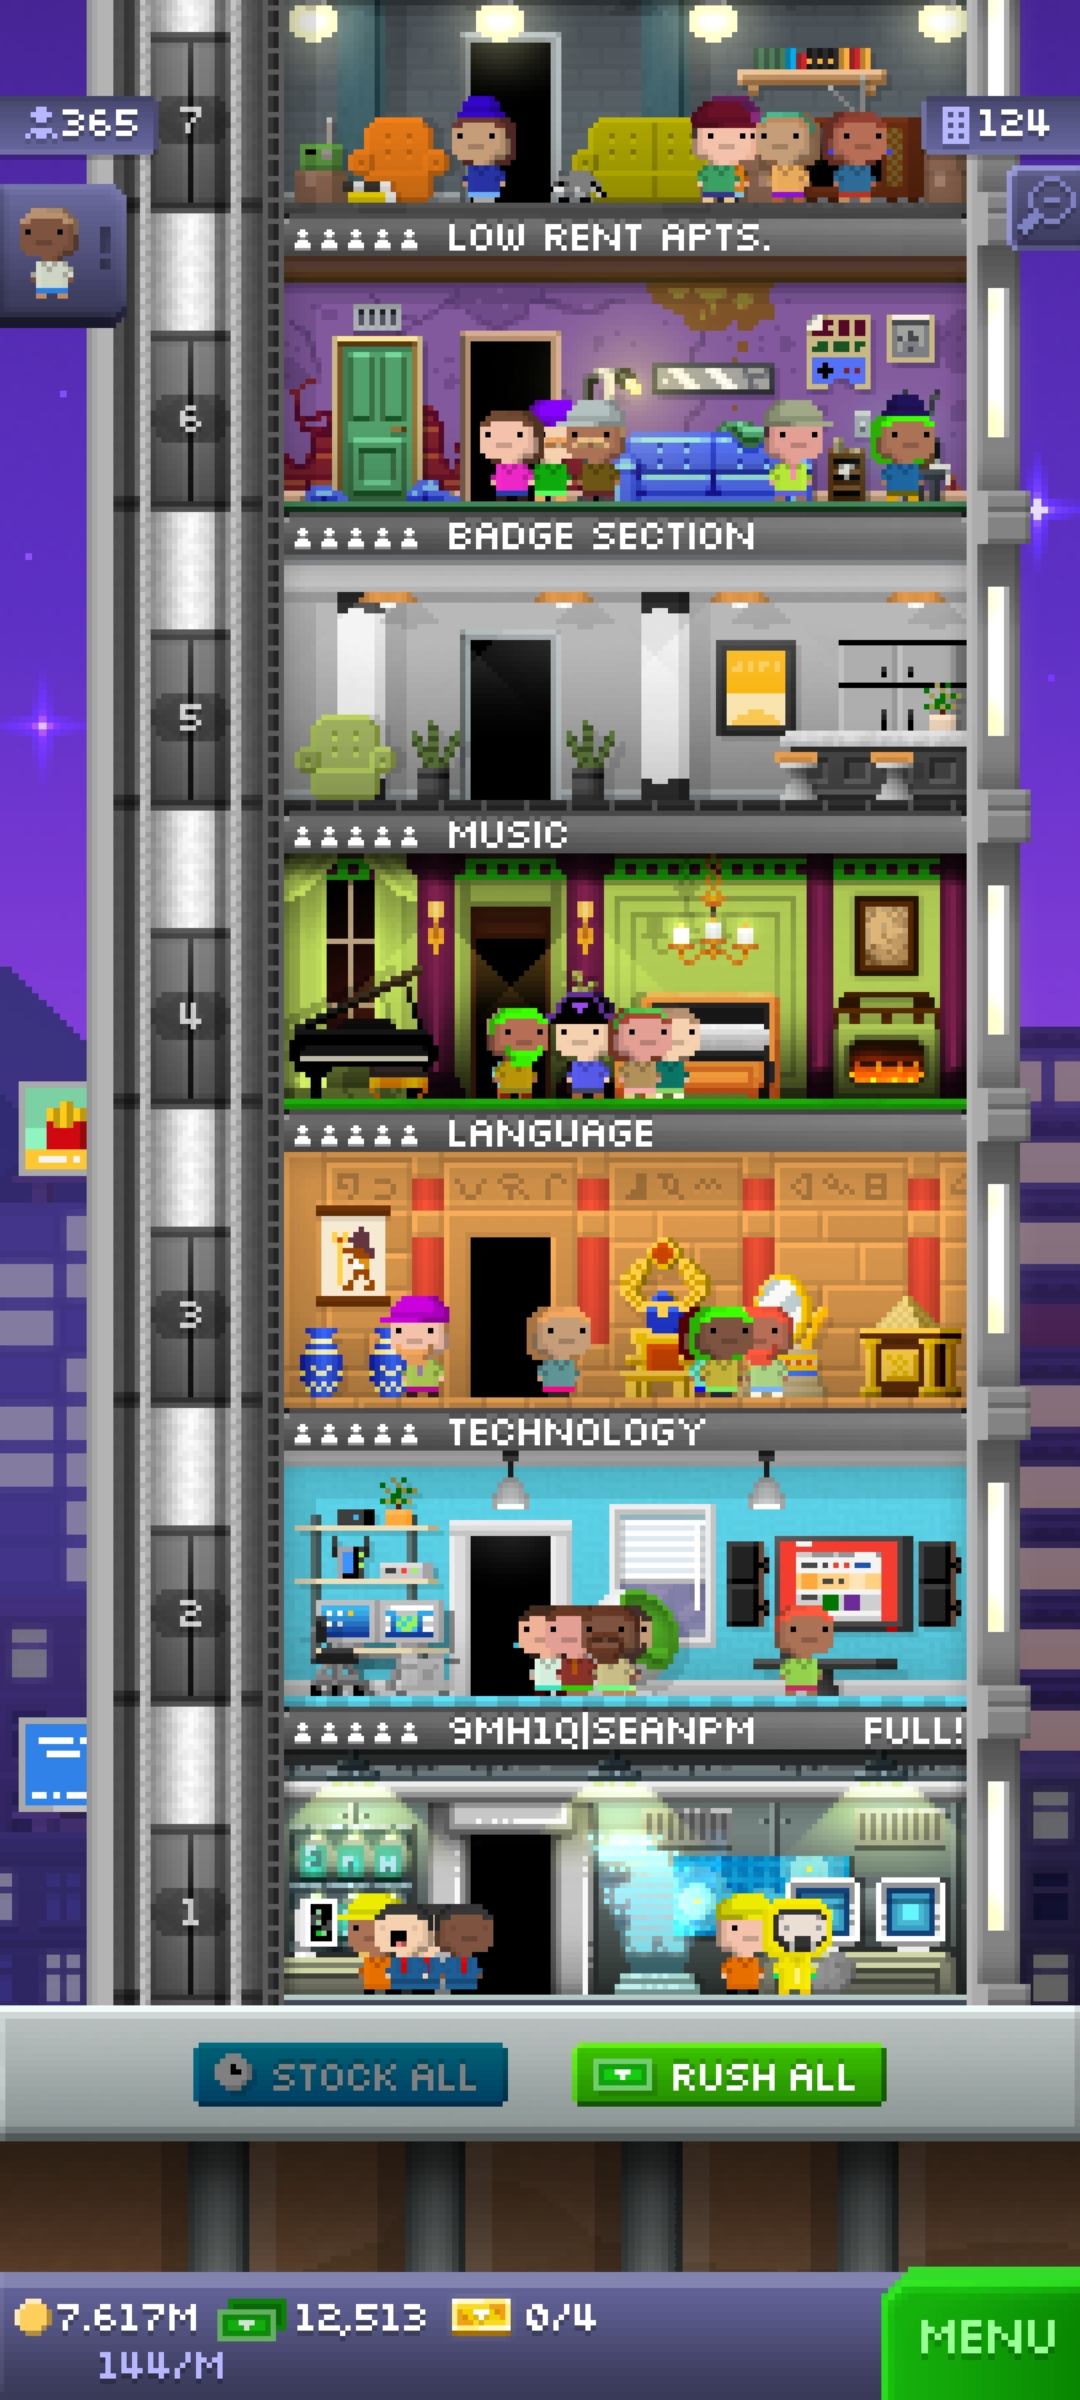 365
7
124
!
LOW RENT APTS.
6
BADGE SECTION
5
MUSIC
4
LANGUAGE
3
TECHNOLOGY
2
9MH1Q|SEANPM FULL!
1
STOCK ALL
RUSH ALL
7.617M 12,513 0/4
144/M
MENU